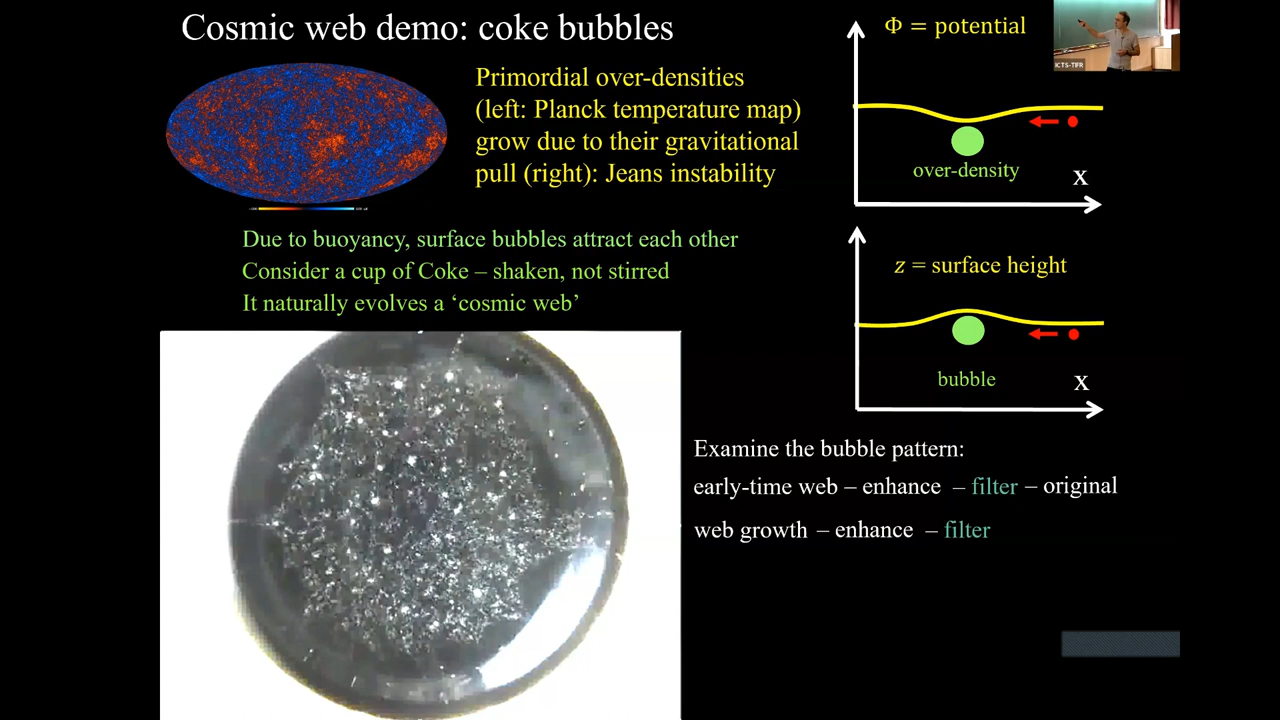 Cosmic web demo: coke bubbles
Primordial over-densities
(left: Planck temperature map)
grow due to their gravitational
pull (right): Jeans instability
Φ = potential
ICTS-TIFR
over-density
x
Due to buoyancy, surface bubbles attract each other
Consider a cup of Coke – shaken, not stirred
It naturally evolves a ‘cosmic web’
z = surface height
bubble
x
Examine the bubble pattern:
early-time web – enhance – filter – original
web growth – enhance – filter